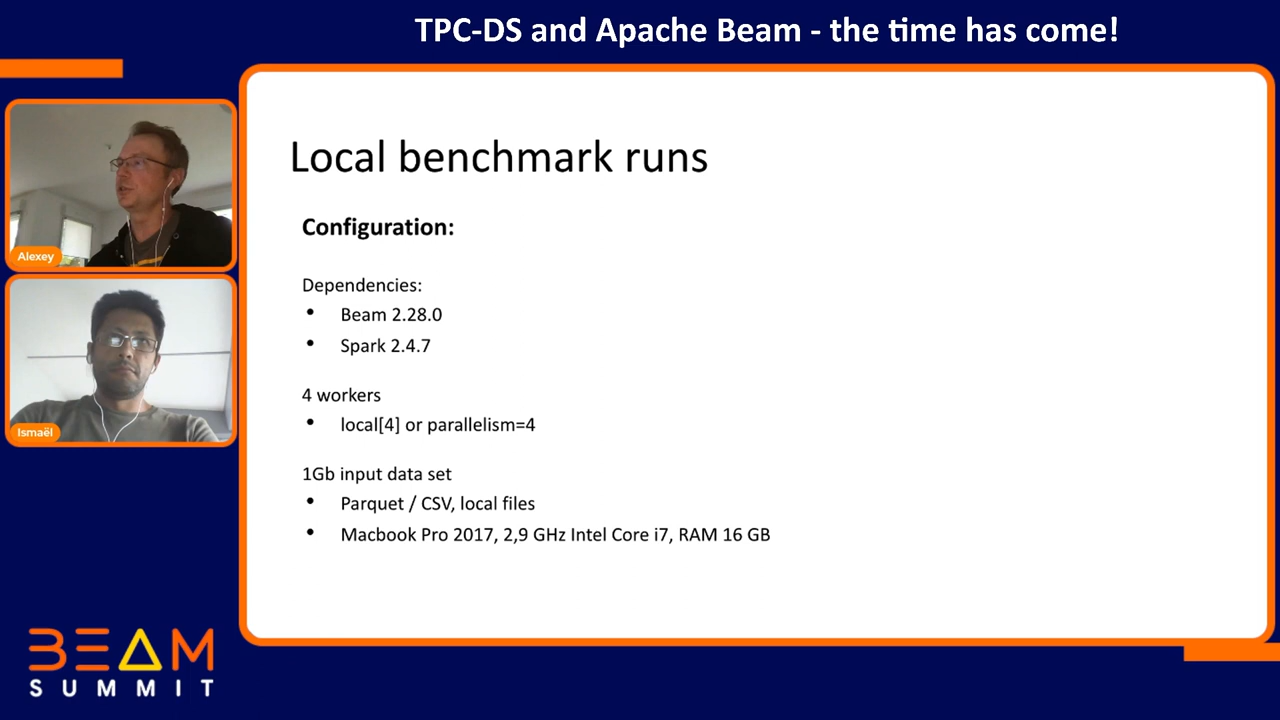 TPC-DS and Apache Beam - the time has come!
Alexey
Ismaël
BEAM
SUMMIT
Local benchmark runs
Configuration:
Dependencies:
• Beam 2.28.0
• Spark 2.4.7
4 workers
• local[4] or parallelism=4
1Gb input data set
• Parquet / CSV, local files
• Macbook Pro 2017, 2,9 GHz Intel Core i7, RAM 16 GB